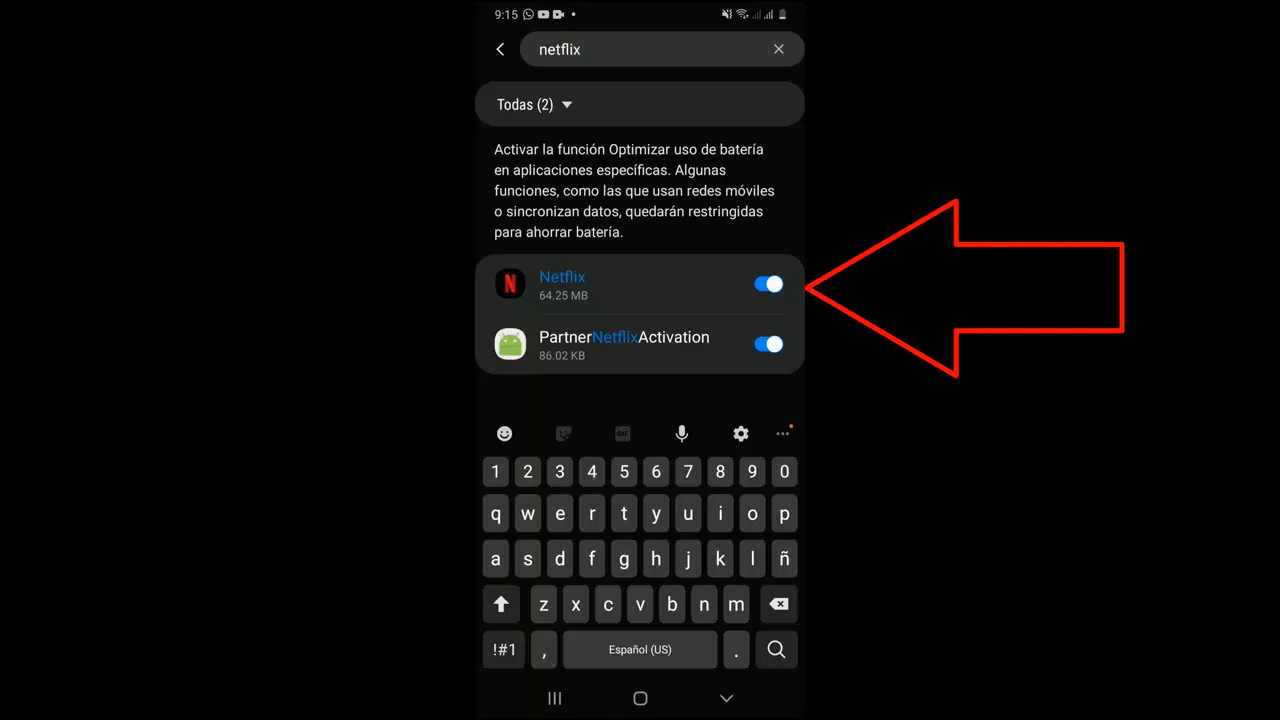 9:15
netflix
Todas (2)
Activar la función Optimizar uso de batería
en aplicaciones específicas. Algunas
funciones, como las que usan redes móviles
o sincronizan datos, quedarán restringidas
para ahorrar batería.
N
Netflix
64.25 MB
PartnerNetflixActivation
86.02 KB
GIF
1 2 3 4 5 6 7 8 9 0
q w e r t y u i o p
a s d f g h j k l ñ
z x c v b n m
!#1 , Español (US) .